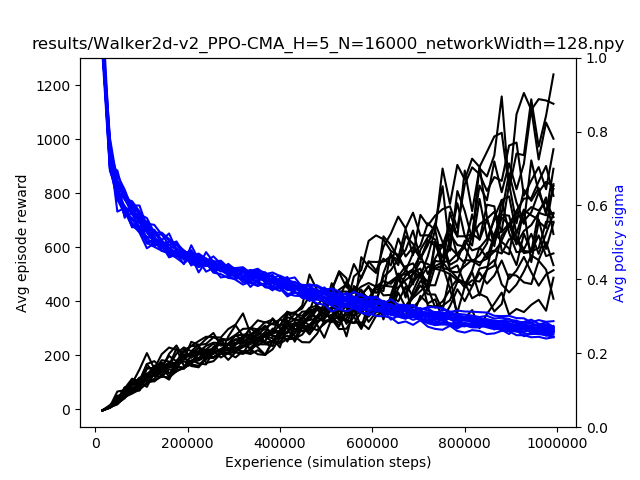 results/Walker2d-v2_PPO-CMA_H=5_N=16000_networkWidth=128.npy
1200
1000
800
600
400
200
0
Avg episode reward
1.0
0.8
0.6
0.4
0.2
0.0
Avg policy sigma
0 200000 400000 600000 800000 1000000
Experience (simulation steps)